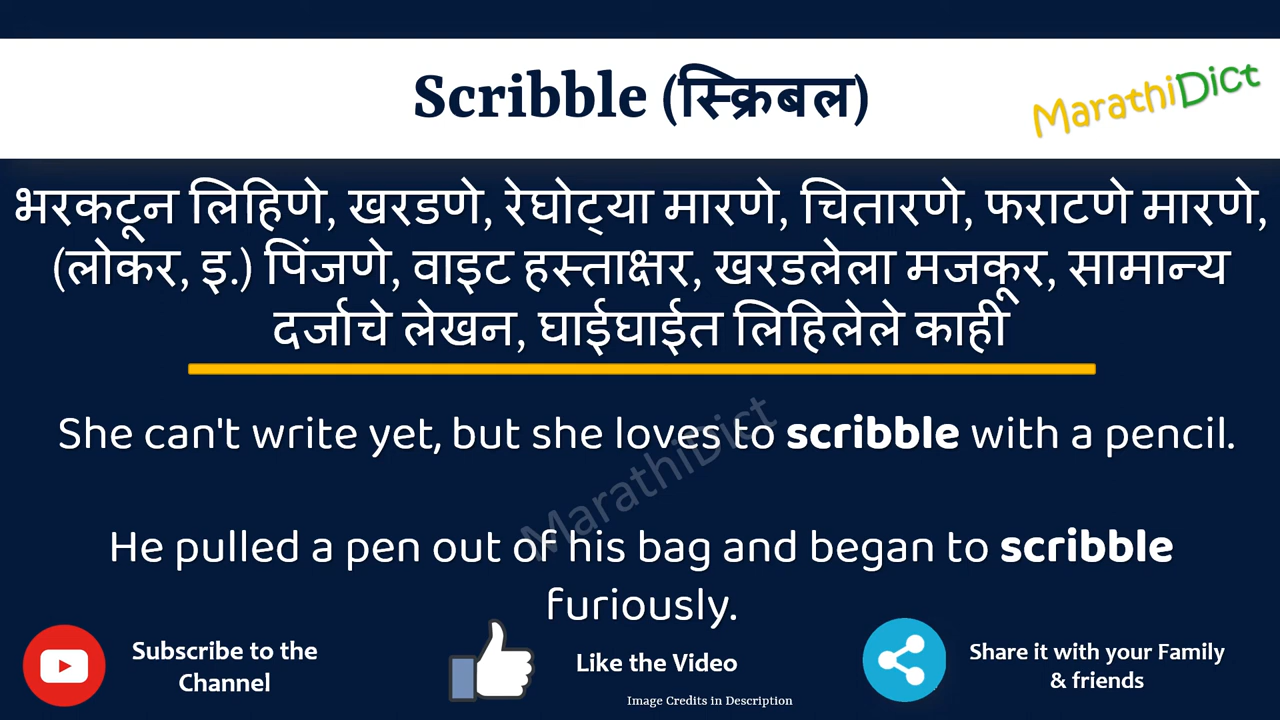 Scribble (स्क्रिबल)
MarathiDict
भरकटून लिहिणे, खरडणे, रेघोट्या मारणे, चितारणे, फराटणे मारणे,
(लोकर, इ.) पिंजणे, वाइट हस्ताक्षर, खरडलेला मजकूर, सामान्य
दर्जाचे लेखन, घाईघाईत लिहिलेले काही
She can't write yet, but she loves to scribble with a pencil.
MarathiDict
He pulled a pen out of his bag and began to scribble
furiously.
Subscribe to the
Channel
Like the Video
Share it with your Family
& friends
Image Credits in Description